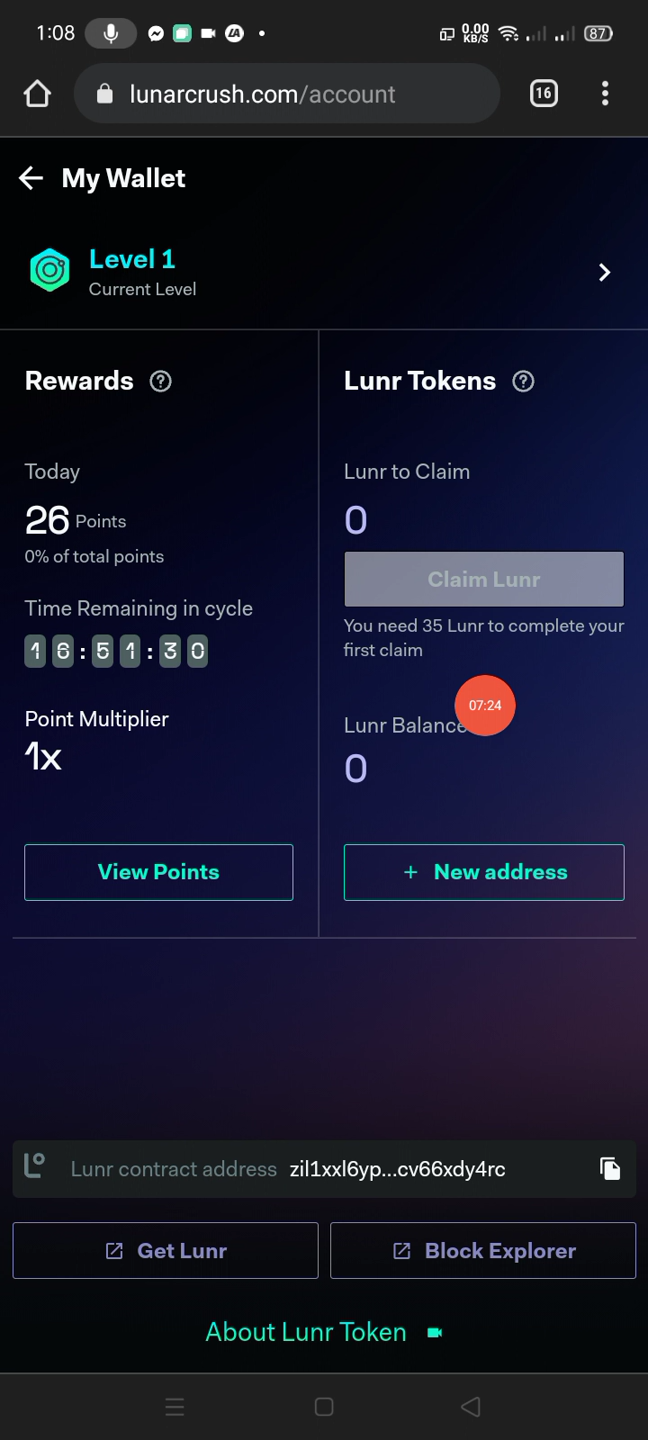 1:08
LA
0.00
KB/S
87
lunarcrush.com/account
16
My Wallet
Level 1
Current Level
Rewards ?
Today
26 Points
0% of total points
Time Remaining in cycle
16:51:30
Point Multiplier
1x
View Points
Lunr Tokens ?
Lunr to Claim
0
Claim Lunr
You need 35 Lunr to complete your
first claim
07:24
Lunr Balance
0
+ New address
Lunr contract address zil1xxl6yp...cv66xdy4rc
Get Lunr
Block Explorer
About Lunr Token